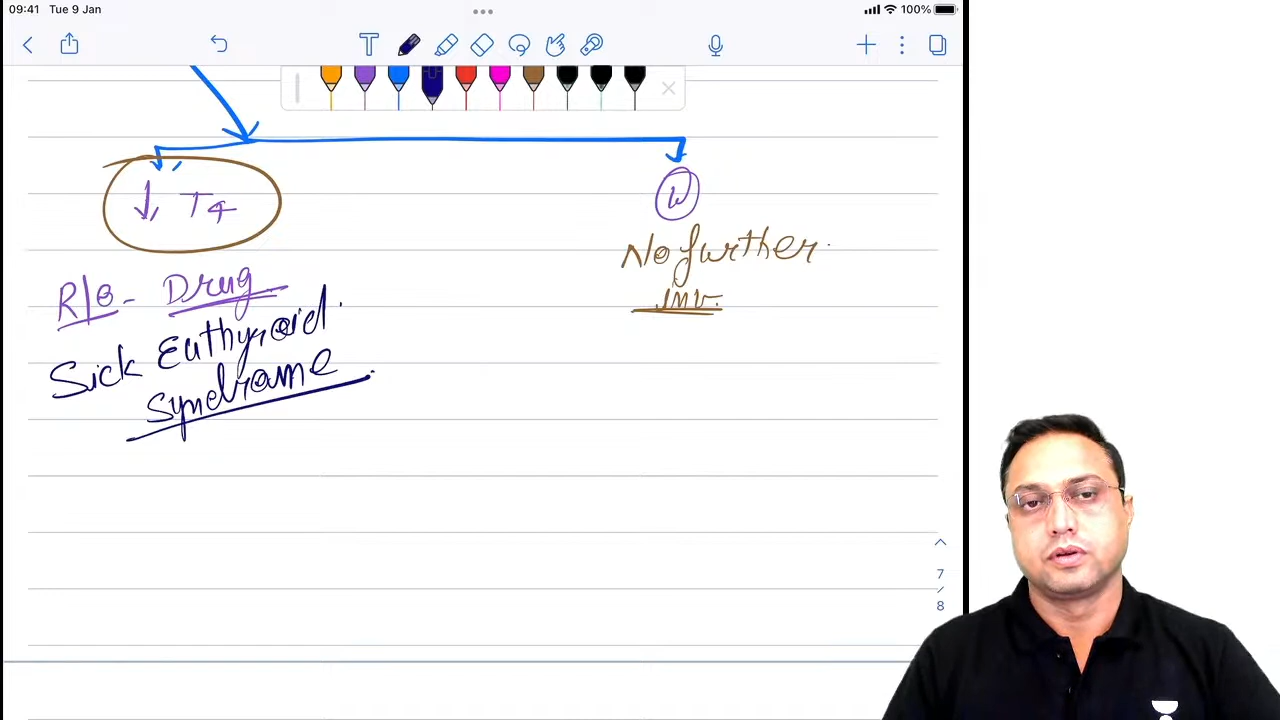 09:41 Tue 9 Jan
100%
↓ T4
No further
Inv.
R/O - Drug
Sick Euthyroid
Syndrome
7
/
8